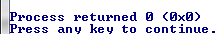 Process returned 0 (0x0)
Press any key to continue.